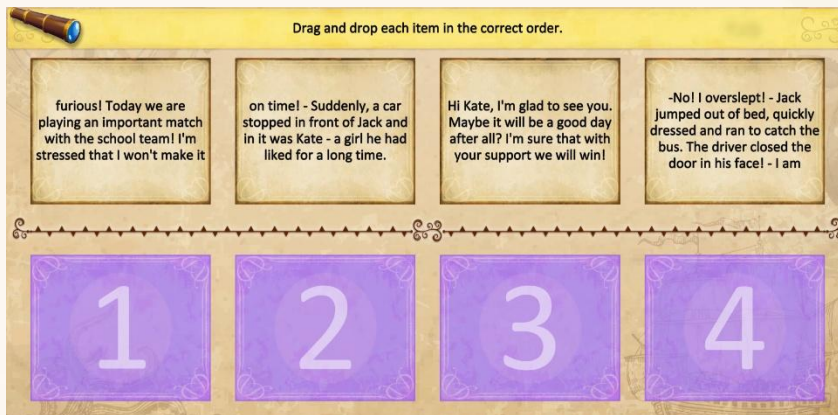 Drag and drop each item in the correct order.
furious! Today we are
playing an important match
with the school team! I'm
stressed that I won't make it
on time! - Suddenly, a car
stopped in front of Jack and
in it was Kate - a girl he had
liked for a long time.
Hi Kate, I'm glad to see you.
Maybe it will be a good day
after all? I'm sure that with
your support we will win!
-No! I overslept! - Jack
jumped out of bed, quickly
dressed and ran to catch the
bus. The driver closed the
door in his face! - I am
1
2
3
4